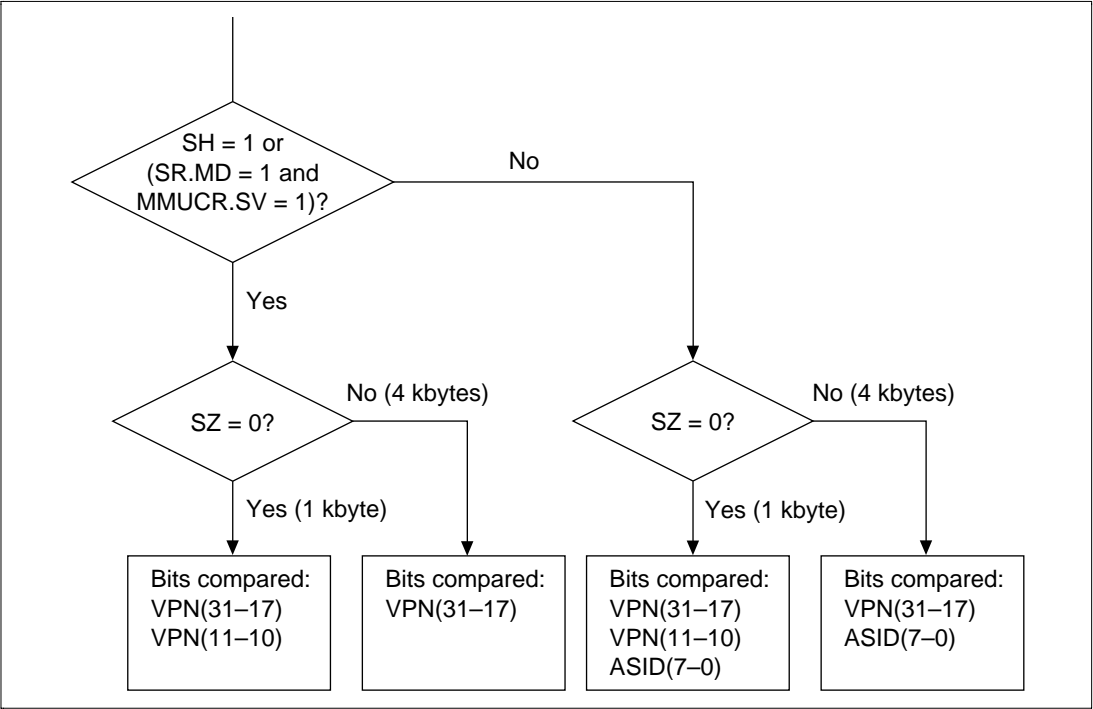 SH = 1 or
(SR.MD = 1 and
MMUCR.SV = 1)?
No
Yes
SZ = 0?
No (4 kbytes)
Yes (1 kbyte)
SZ = 0?
No (4 kbytes)
Yes (1 kbyte)
Bits compared:
VPN(31–17)
VPN(11–10)
Bits compared:
VPN(31–17)
Bits compared:
VPN(31–17)
VPN(11–10)
ASID(7–0)
Bits compared:
VPN(31–17)
ASID(7–0)